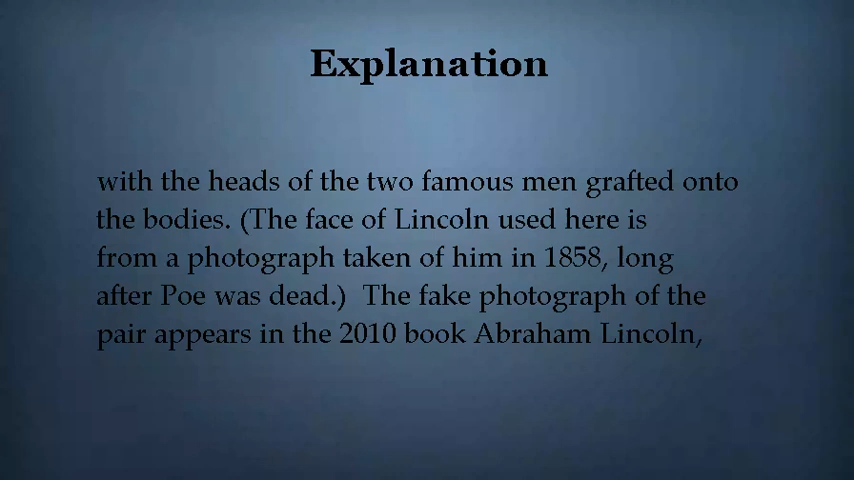 Explanation
with the heads of the two famous men grafted onto
the bodies. (The face of Lincoln used here is
from a photograph taken of him in 1858, long
after Poe was dead.)  The fake photograph of the
pair appears in the 2010 book Abraham Lincoln,